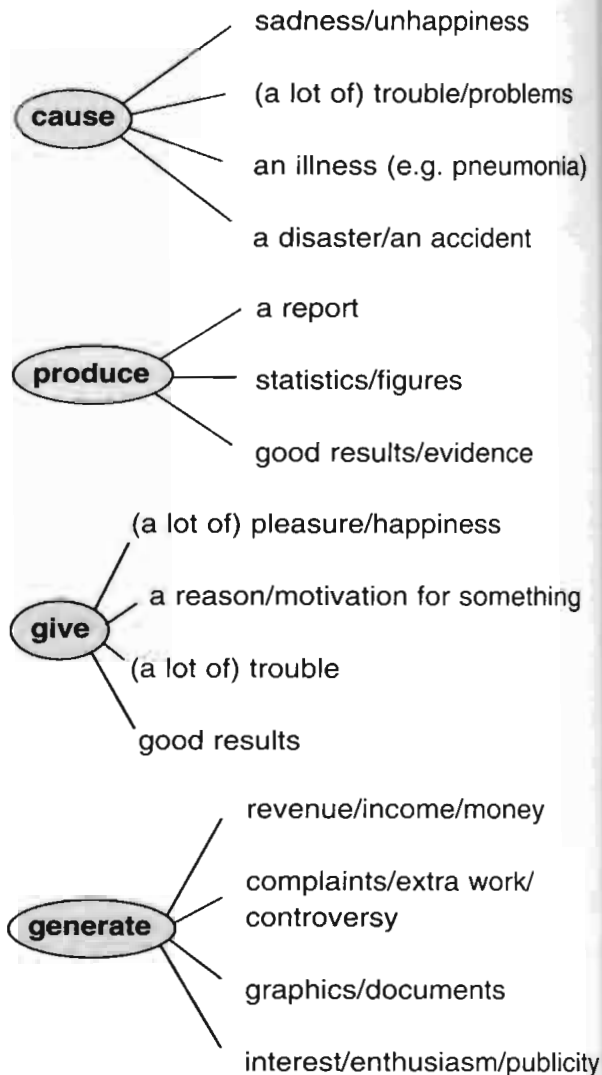 cause
sadness/unhappiness
(a lot of) trouble/problems
an illness (e.g. pneumonia)
a disaster/an accident
produce
a report
statistics/figures
good results/evidence
give
(a lot of) pleasure/happiness
a reason/motivation for something
(a lot of) trouble
good results
generate
revenue/income/money
complaints/extra work/
controversy
graphics/documents
interest/enthusiasm/publicity